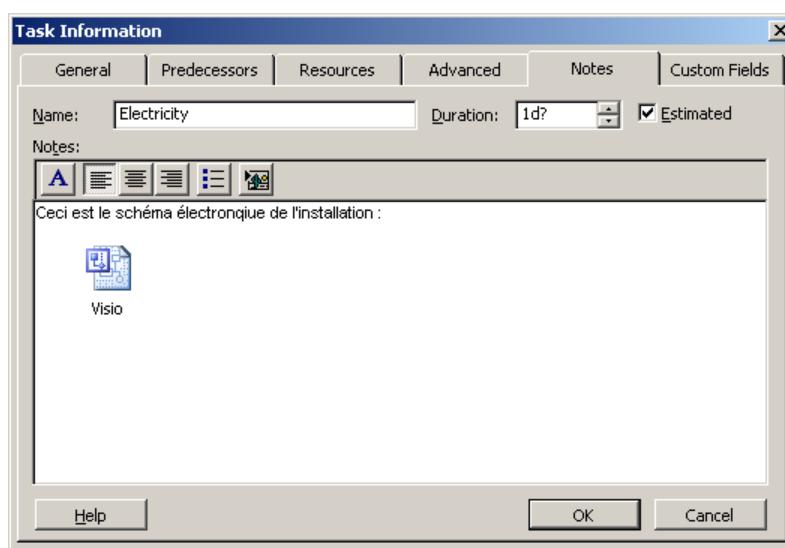 Task Information
General Predecessors Resources Advanced Notes Custom Fields
Name: Electricity Duration: 1d? Estimated
Notes:
A
Ceci est le schéma électronqiue de l'installation :
Visio
Help OK Cancel